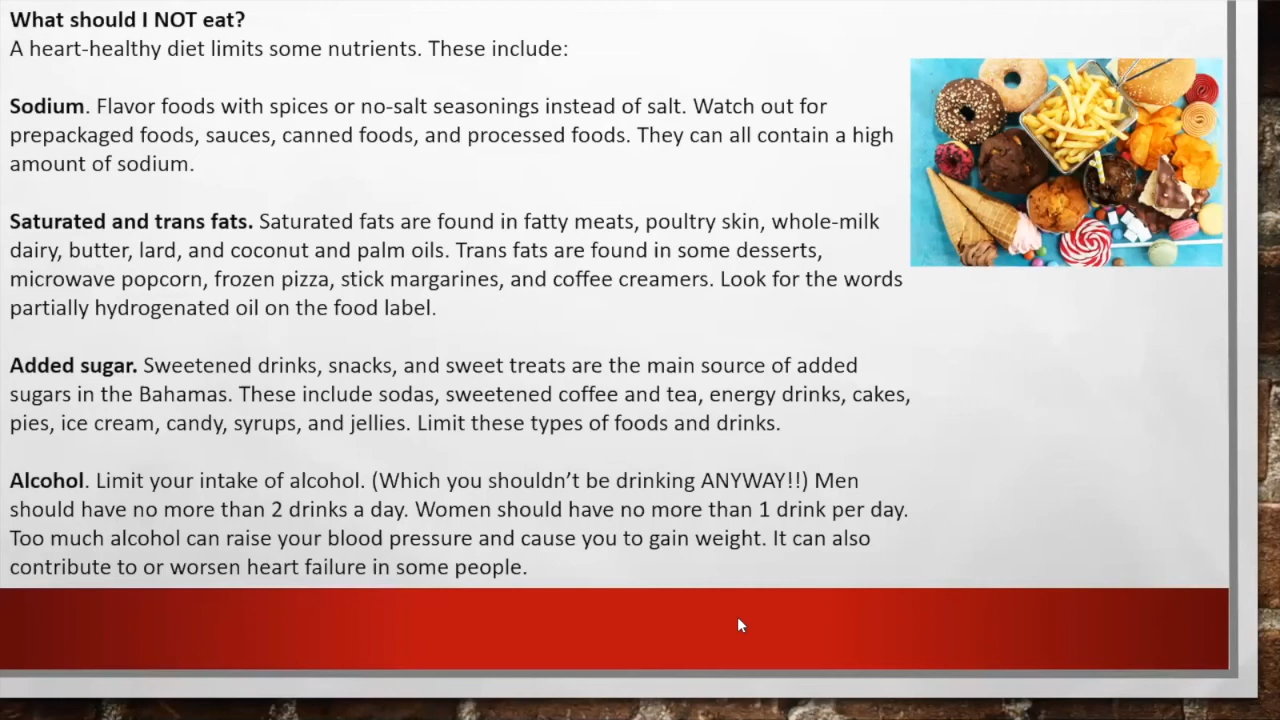 What should I NOT eat?
A heart-healthy diet limits some nutrients. These include:
Sodium. Flavor foods with spices or no-salt seasonings instead of salt. Watch out for
prepackaged foods, sauces, canned foods, and processed foods. They can all contain a high
amount of sodium.
Saturated and trans fats. Saturated fats are found in fatty meats, poultry skin, whole-milk
dairy, butter, lard, and coconut and palm oils. Trans fats are found in some desserts,
microwave popcorn, frozen pizza, stick margarines, and coffee creamers. Look for the words
partially hydrogenated oil on the food label.
Added sugar. Sweetened drinks, snacks, and sweet treats are the main source of added
sugars in the Bahamas. These include sodas, sweetened coffee and tea, energy drinks, cakes,
pies, ice cream, candy, syrups, and jellies. Limit these types of foods and drinks.
Alcohol. Limit your intake of alcohol. (Which you shouldn’t be drinking ANYWAY!!) Men
should have no more than 2 drinks a day. Women should have no more than 1 drink per day.
Too much alcohol can raise your blood pressure and cause you to gain weight. It can also
contribute to or worsen heart failure in some people.